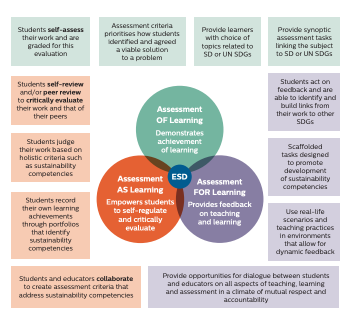 Students self-assess
their work and are
graded for this
evaluation
Assessment criteria
prioritises how students
identified and agreed
a viable solution
to a problem
Provide learners
with choice of
topics related to
SD or UN SDGs
Provide synoptic
assessment tasks
linking the subject
to SD or UN SDGs
Students self-review
and/or peer review
to critically evaluate
their work and that of
their peers
Students judge
their work based on
holistic criteria such
as sustainability
competencies
Students record
their own learning
achievements
through portfolios
that identify
sustainability
competencies
Assessment
OF Learning
Demonstrates
achievement
of learning
ESD
Assessment
AS Learning
Empowers students
to self-regulate
and critically
evaluate
Assessment
FOR Learning
Provides feedback
on teaching
and learning
Students act on
feedback and are
able to identify and
build links from
their work to other
SDGs
Scaffolded
tasks designed
to promote
development
of sustainability
competencies
Use real-life
scenarios and
teaching practices
in environments
that allow for
dynamic feedback
Students and educators collaborate
to create assessment criteria that
address sustainability competencies
Provide opportunities for dialogue between students
and educators on all aspects of teaching, learning
and assessment in a climate of mutual respect and
accountability